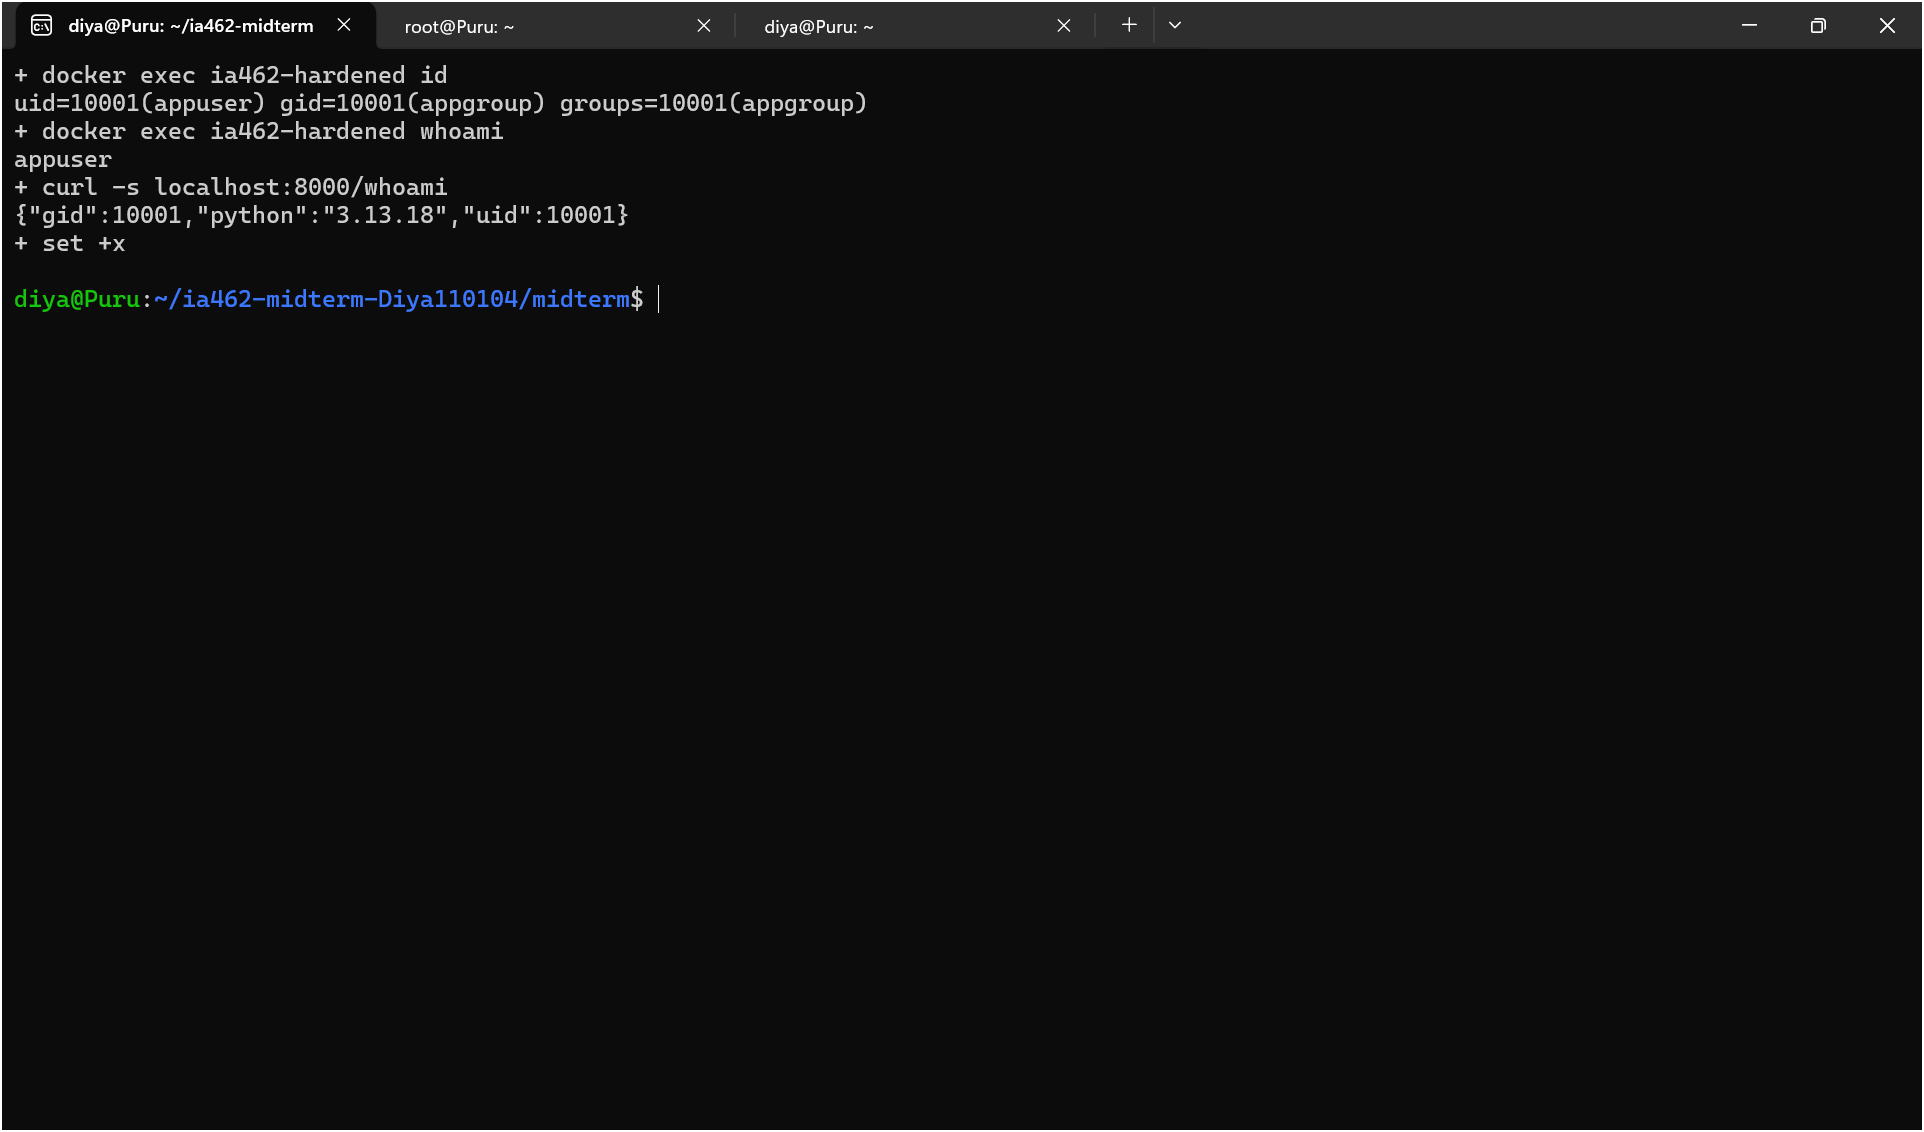 diya@Puru: ~/ia462-midterm
root@Puru: ~
diya@Puru: ~
+ docker exec ia462-hardened id
uid=10001(appuser) gid=10001(appgroup) groups=10001(appgroup)
+ docker exec ia462-hardened whoami
appuser
+ curl -s localhost:8000/whoami
{"gid":10001,"python":"3.13.18","uid":10001}
+ set +x
diya@Puru:~/ia462-midterm-Diya110104/midterm$